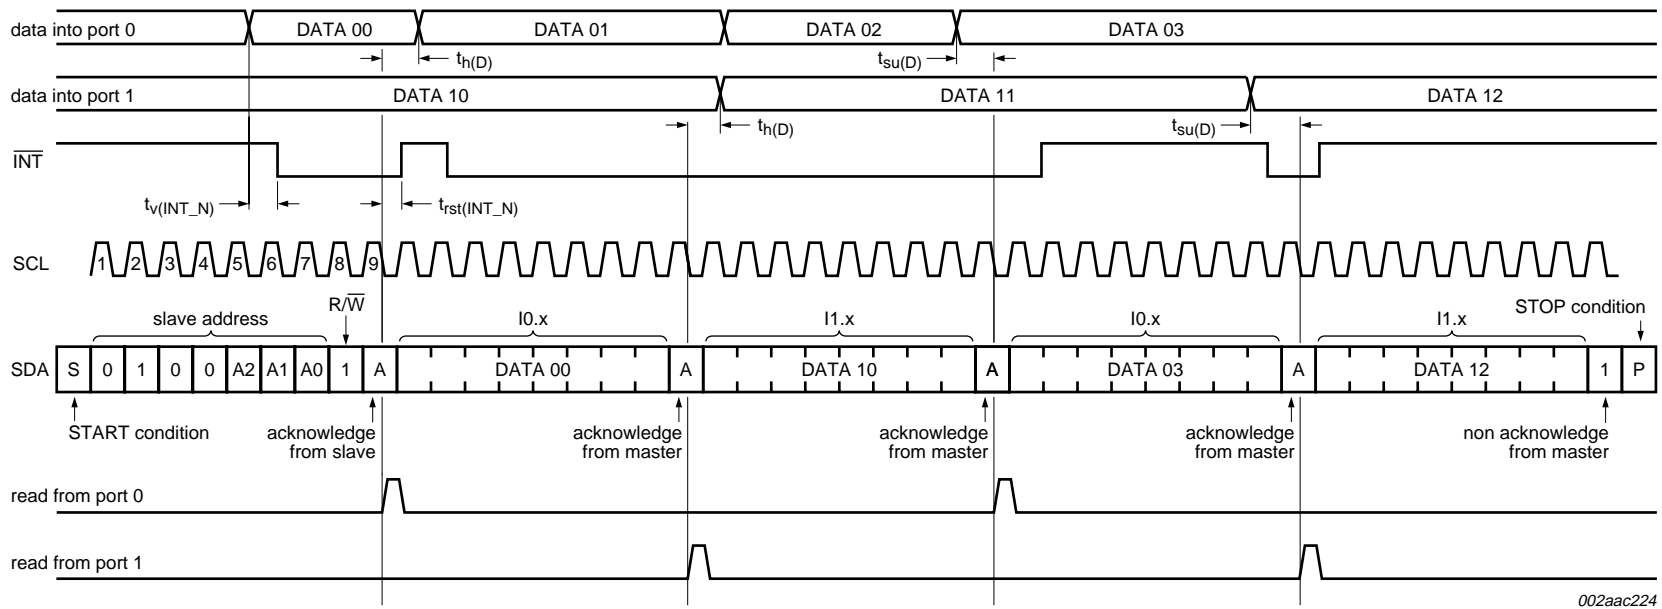 data into port 0 DATA 00 DATA 01 DATA 02 DATA 03
th(D) tsu(D)
data into port 1 DATA 10 DATA 11 DATA 12
th(D) tsu(D)
INT
tv(INT_N) trst(INT_N)
SCL 1 2 3 4 5 6 7 8 9
R/W
slave address I0.x I1.x I0.x I1.x STOP condition
SDA S 0 1 0 0 A2 A1 A0 1 A DATA 00 A DATA 10 A DATA 03 A DATA 12 1 P
START condition acknowledge acknowledge acknowledge acknowledge non acknowledge
from slave from master from master from master from master
read from port 0
read from port 1
002aac224